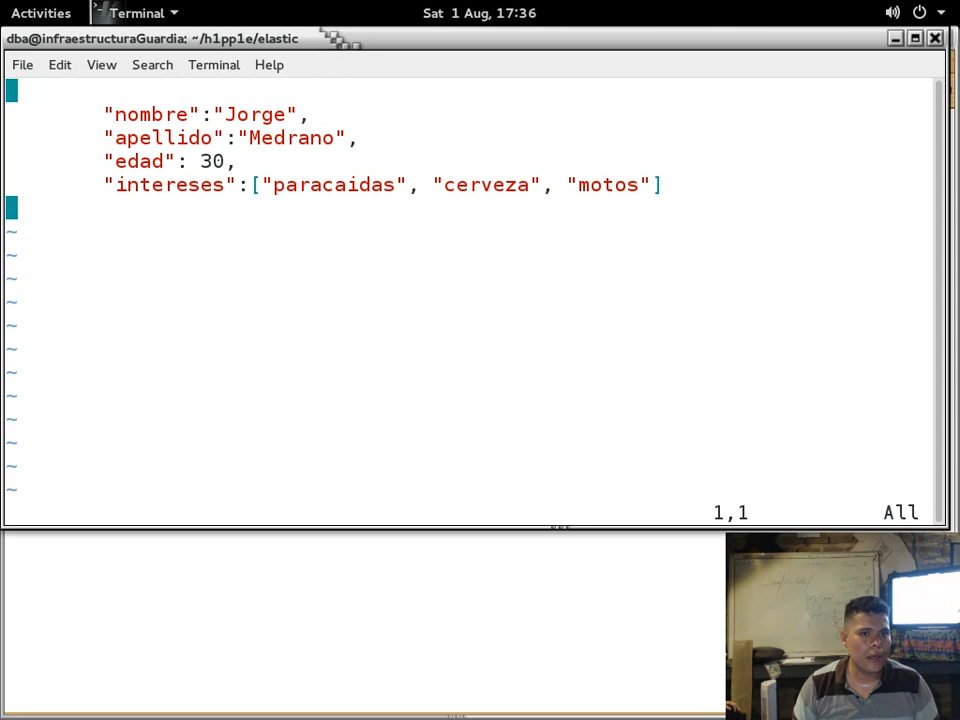 Activities Terminal Sat 1 Aug, 17:36
dba@infraestructuraGuardia: ~/h1pp1e/elastic
File Edit View Search Terminal Help
"nombre":"Jorge",
"apellido":"Medrano",
"edad": 30,
"intereses":["paracaidas", "cerveza", "motos"]
~
~
~
~
~
~
~
~
~
~
~
~
1,1 All